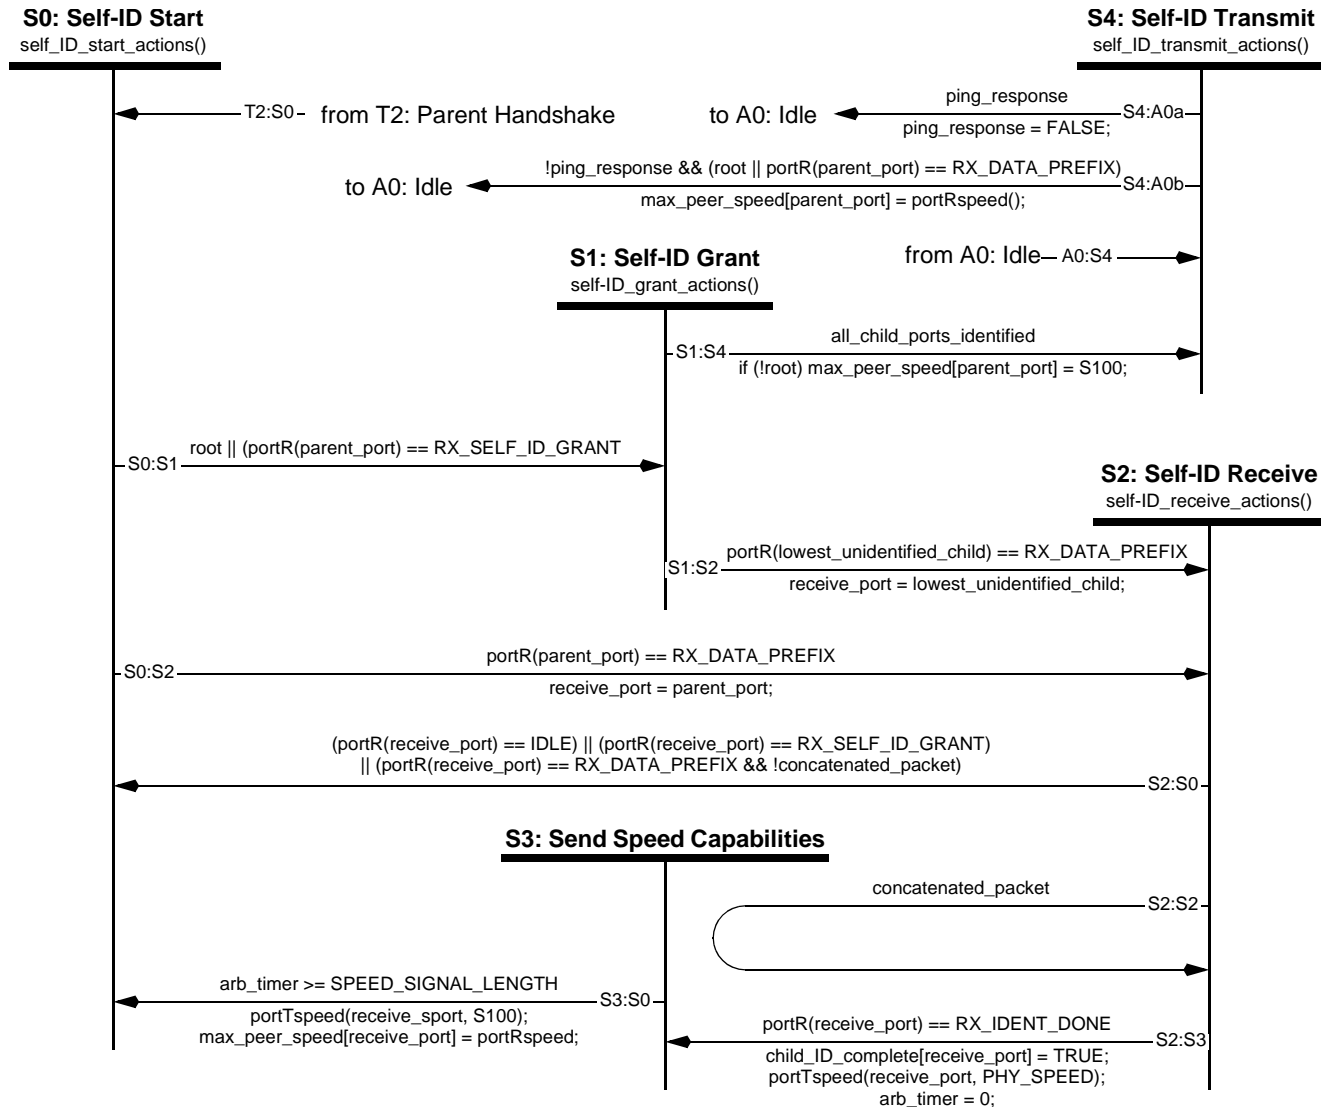 S0: Self-ID Start
self_ID_start_actions()
S4: Self-ID Transmit
self_ID_transmit_actions()
T2:S0
from T2: Parent Handshake
to A0: Idle
ping_response
S4:A0a
ping_response = FALSE;
to A0: Idle
!ping_response && (root || portR(parent_port) == RX_DATA_PREFIX)
S4:A0b
max_peer_speed[parent_port] = portRspeed();
from A0: Idle
A0:S4
S1: Self-ID Grant
self-ID_grant_actions()
all_child_ports_identified
S1:S4
if (!root) max_peer_speed[parent_port] = S100;
root || (portR(parent_port) == RX_SELF_ID_GRANT
S0:S1
S2: Self-ID Receive
self-ID_receive_actions()
portR(lowest_unidentified_child) == RX_DATA_PREFIX
S1:S2
receive_port = lowest_unidentified_child;
portR(parent_port) == RX_DATA_PREFIX
S0:S2
receive_port = parent_port;
(portR(receive_port) == IDLE) || (portR(receive_port) == RX_SELF_ID_GRANT)
|| (portR(receive_port) == RX_DATA_PREFIX && !concatenated_packet)
S2:S0
S3: Send Speed Capabilities
concatenated_packet
S2:S2
arb_timer >= SPEED_SIGNAL_LENGTH
S3:S0
portTspeed(receive_sport, S100);
max_peer_speed[receive_port] = portRspeed;
portR(receive_port) == RX_IDENT_DONE
S2:S3
child_ID_complete[receive_port] = TRUE;
portTspeed(receive_port, PHY_SPEED);
arb_timer = 0;